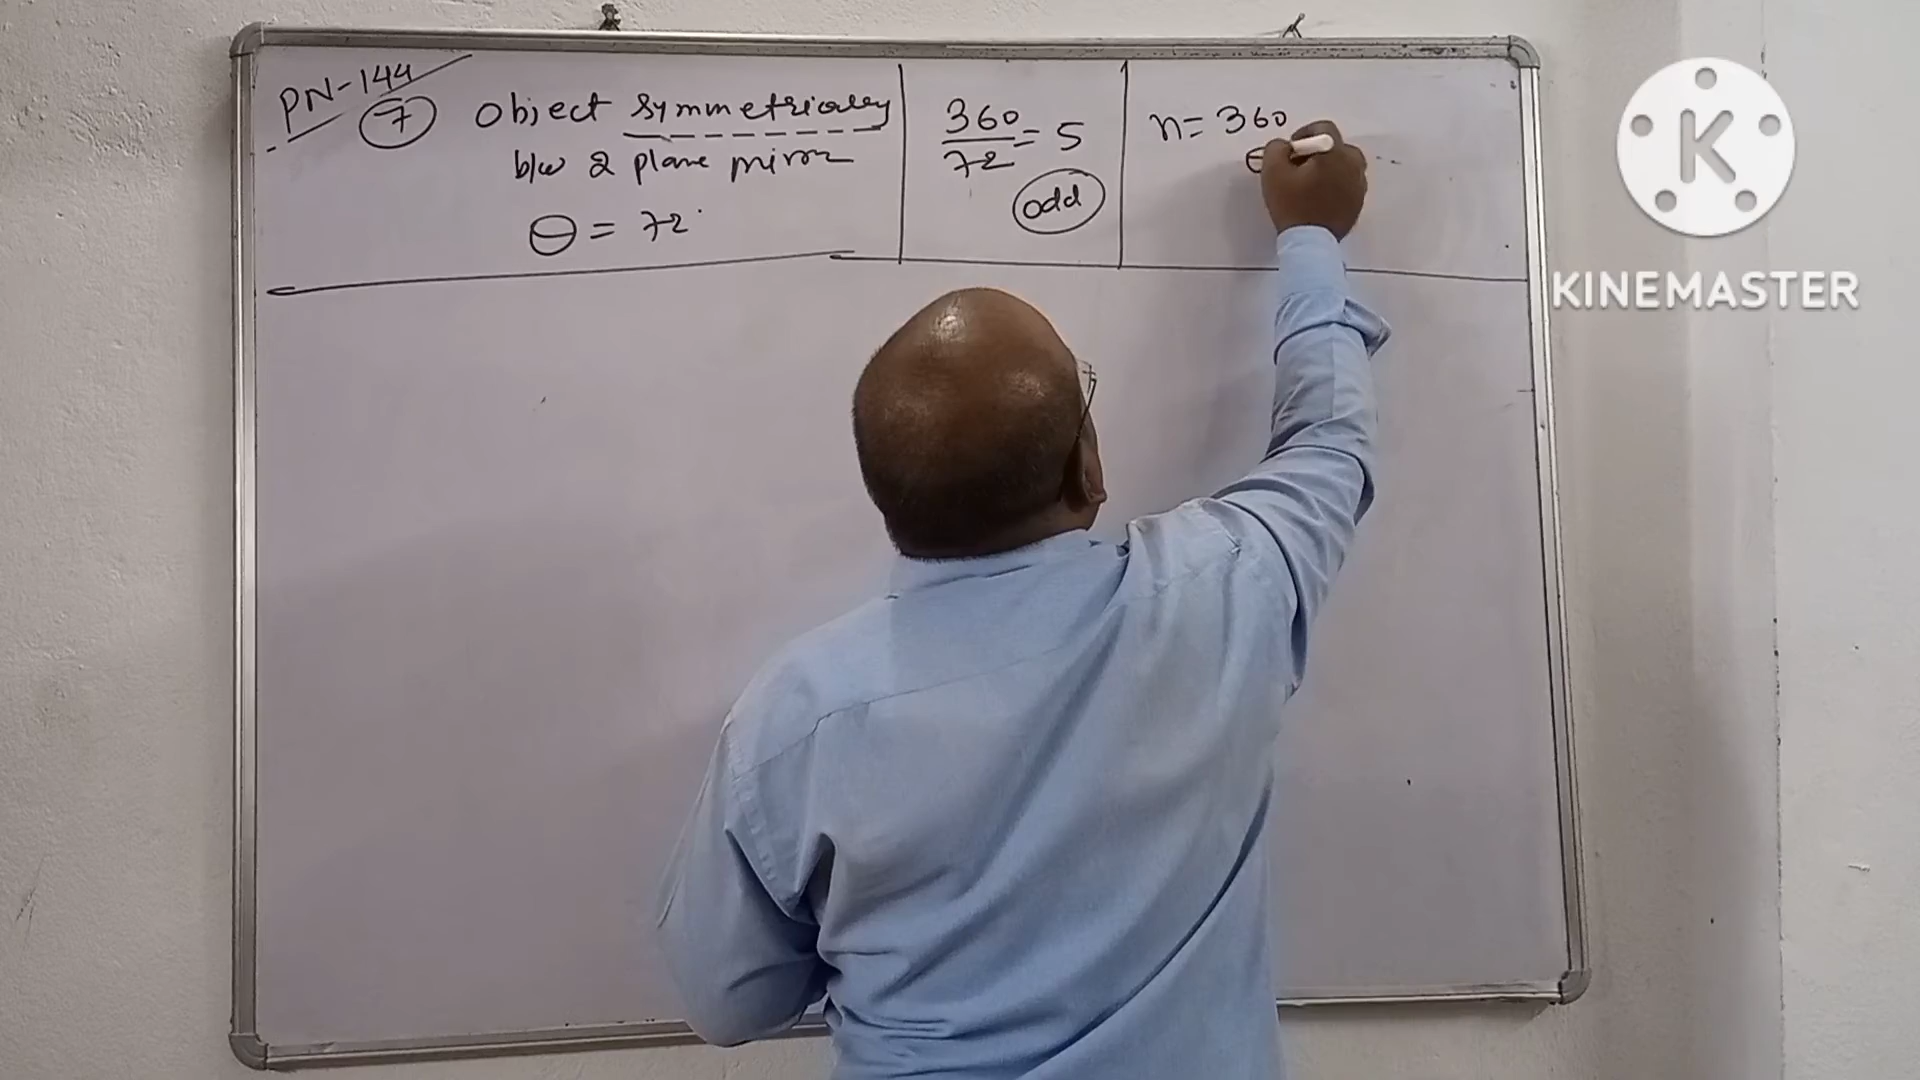 PN-144
7 Object symmetrically
b/w 2 plane mirror
θ = 72°
360/72 = 5
odd
n = 360
θ
K
KINEMASTER